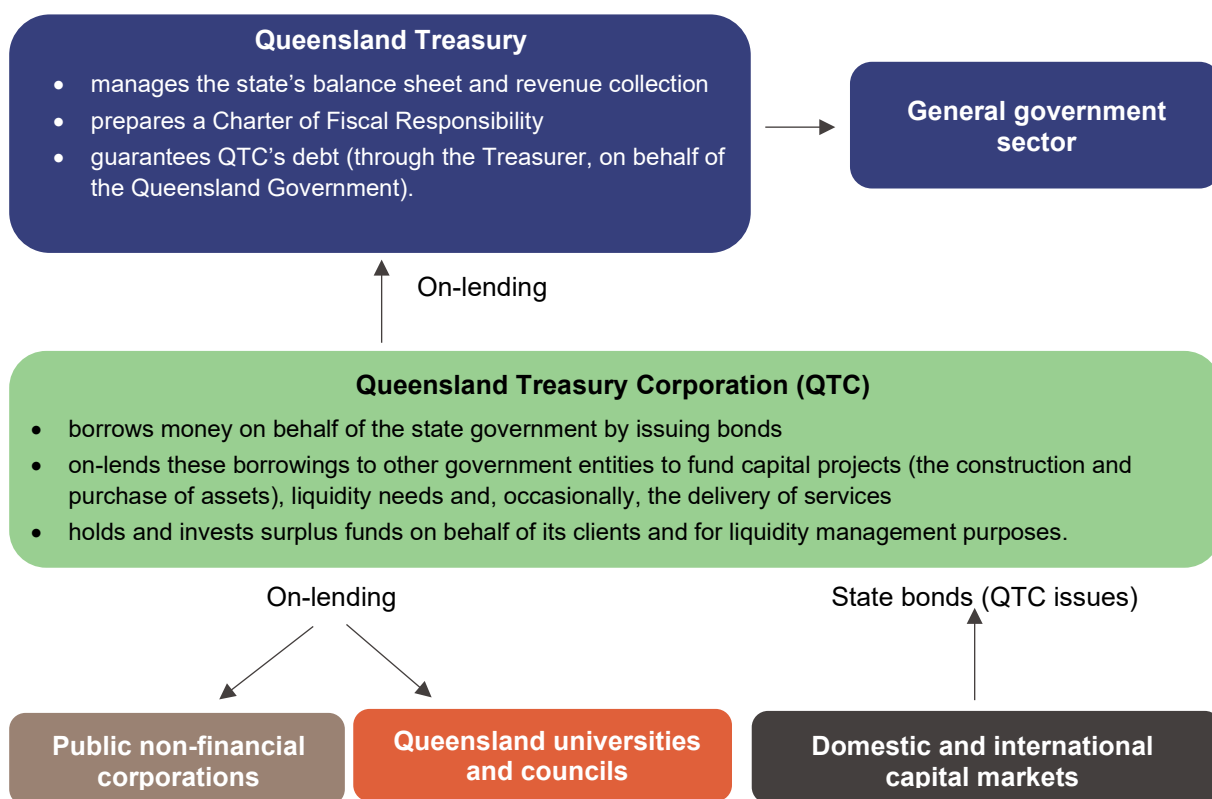 Queensland Treasury
• manages the state's balance sheet and revenue collection
• prepares a Charter of Fiscal Responsibility
• guarantees QTC's debt (through the Treasurer, on behalf of
the Queensland Government).
General government
sector
On-lending
Queensland Treasury Corporation (QTC)
• borrows money on behalf of the state government by issuing bonds
• on-lends these borrowings to other government entities to fund capital projects (the construction and
purchase of assets), liquidity needs and, occasionally, the delivery of services
• holds and invests surplus funds on behalf of its clients and for liquidity management purposes.
On-lending
State bonds (QTC issues)
Public non-financial
corporations
Queensland universities
and councils
Domestic and international
capital markets